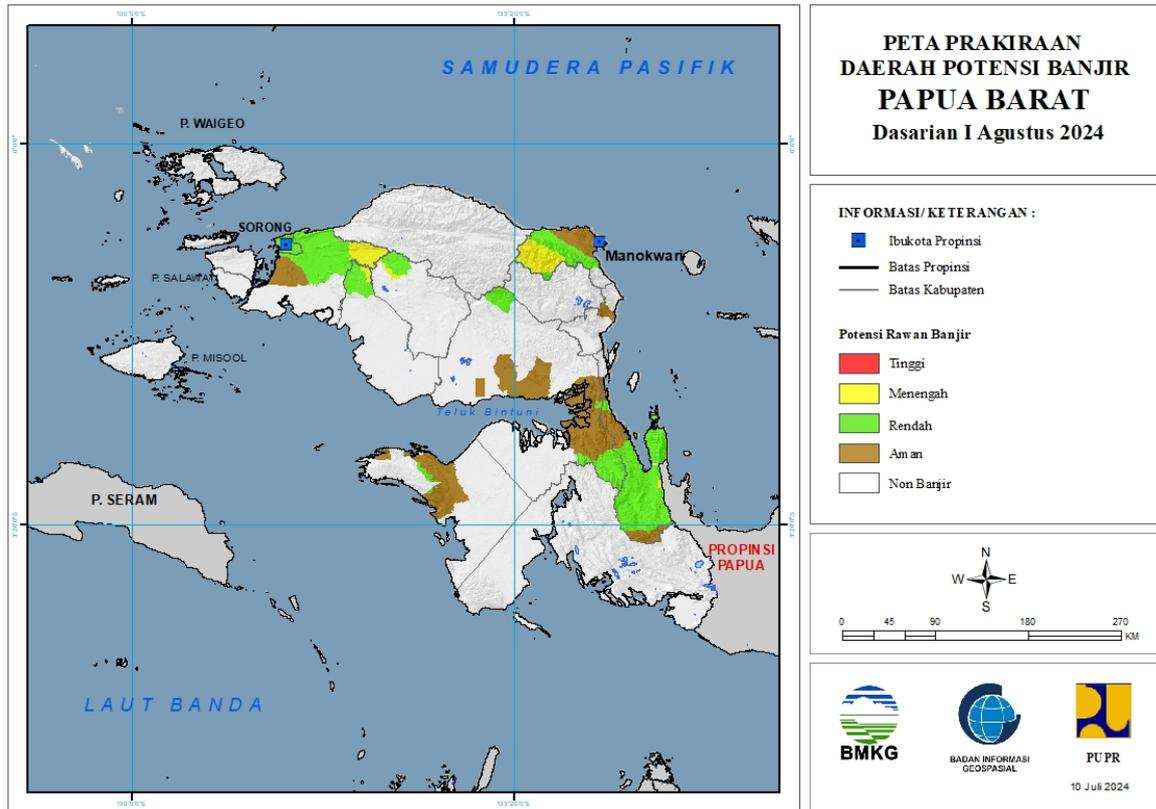 PETA PRAKIRAAN
DAERAH POTENSI BANJIR
PAPUA BARAT
Dasarian I Agustus 2024
SAMUDERA PASIFIK
P. WAIGEO
SORONG
Manokwari
P. SALAWATI
P. MISOOL
Teluk Bintuni
P. SERAM
PROPINSI
PAPUA
LAUT BANDA
INFORMASI/KETERANGAN :
Ibukota Propinsi
Batas Propinsi
Batas Kabupaten
Potensi Rawan Banjir
Tinggi
Menengah
Rendah
Aman
Non Banjir
N
W E
S
0 45 90 180 270
KM
BMKG
BADAN INFORMASI
GEOSPASIAL
PUPR
10 Juli 2024